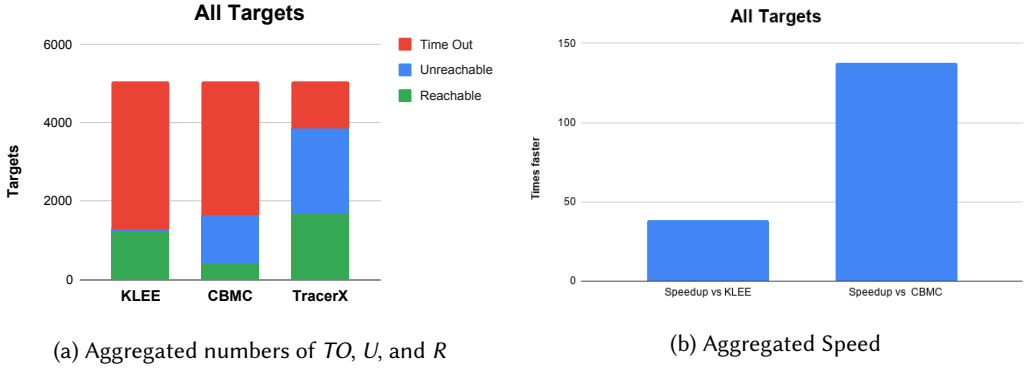 All Targets
6000
4000
2000
0
Targets
KLEE
CBMC
TracerX
Time Out
Unreachable
Reachable
(a) Aggregated numbers of TO, U, and R
All Targets
150
100
50
0
Times faster
Speedup vs KLEE
Speedup vs CBMC
(b) Aggregated Speed